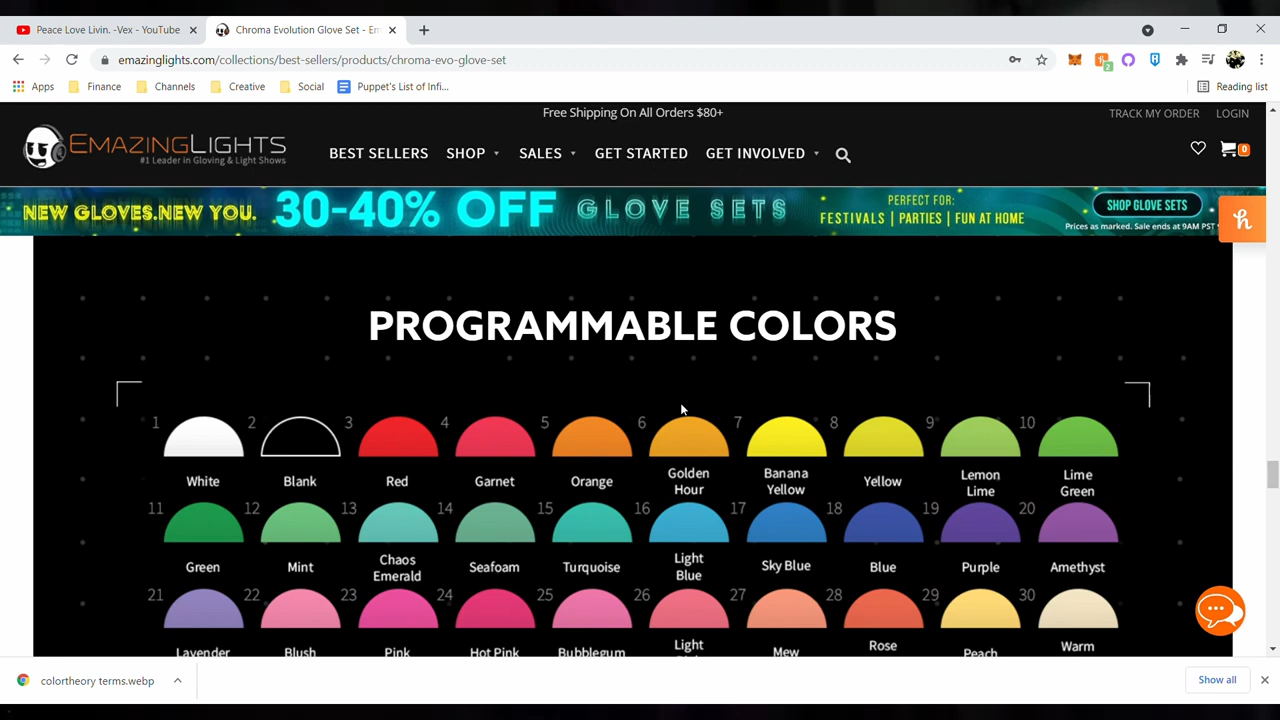 Peace Love Livin. -Vex - YouTube
Chroma Evolution Glove Set - Em
emazinglights.com/collections/best-sellers/products/chroma-evo-glove-set
2
Apps Finance Channels Creative Social Puppet's List of Infi... Reading list
Free Shipping On All Orders $80+
TRACK MY ORDER LOGIN
EMAZINGLIGHTS
#1 Leader in Gloving & Light Shows
BEST SELLERS SHOP SALES GET STARTED GET INVOLVED
0
NEW GLOVES.NEW YOU. 30-40% OFF GLOVE SETS
PERFECT FOR:
FESTIVALS | PARTIES | FUN AT HOME
SHOP GLOVE SETS
Prices as marked. Sale ends at 9AM PST
h
PROGRAMMABLE COLORS
1 2 3 4 5 6 7 8 9 10
White Blank Red Garnet Orange Golden Hour Banana Yellow Yellow Lemon Lime Lime Green
11 12 13 14 15 16 17 18 19 20
Green Mint Chaos Emerald Seafoam Turquoise Light Blue Sky Blue Blue Purple Amethyst
21 22 23 24 25 26 27 28 29 30
Lavender Blush Pink Hot Pink Bubblegum Light Mew Rose Peach Warm
colortheory terms.webp
Show all